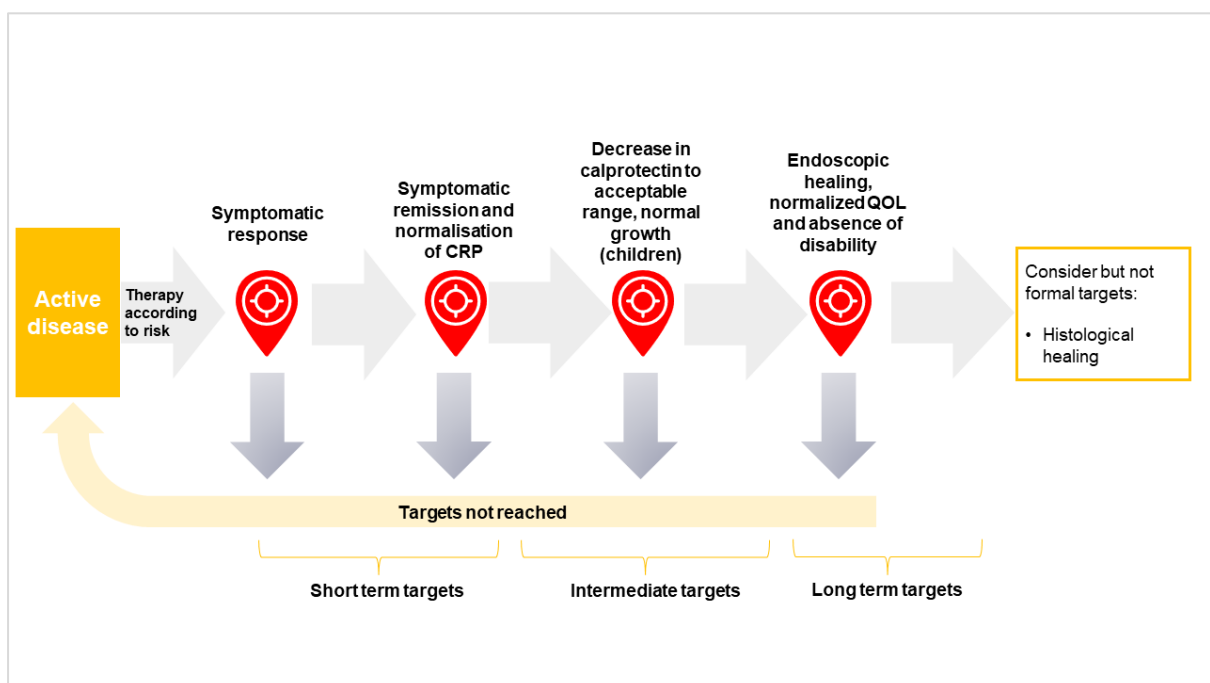 Active
disease
Therapy
according
to risk
Symptomatic
response
Symptomatic
remission and
normalisation
of CRP
Decrease in
calprotectin to
acceptable
range, normal
growth
(children)
Endoscopic
healing,
normalized QOL
and absence of
disability
Consider but not
formal targets:
• Histological
healing
Targets not reached
Short term targets
Intermediate targets
Long term targets